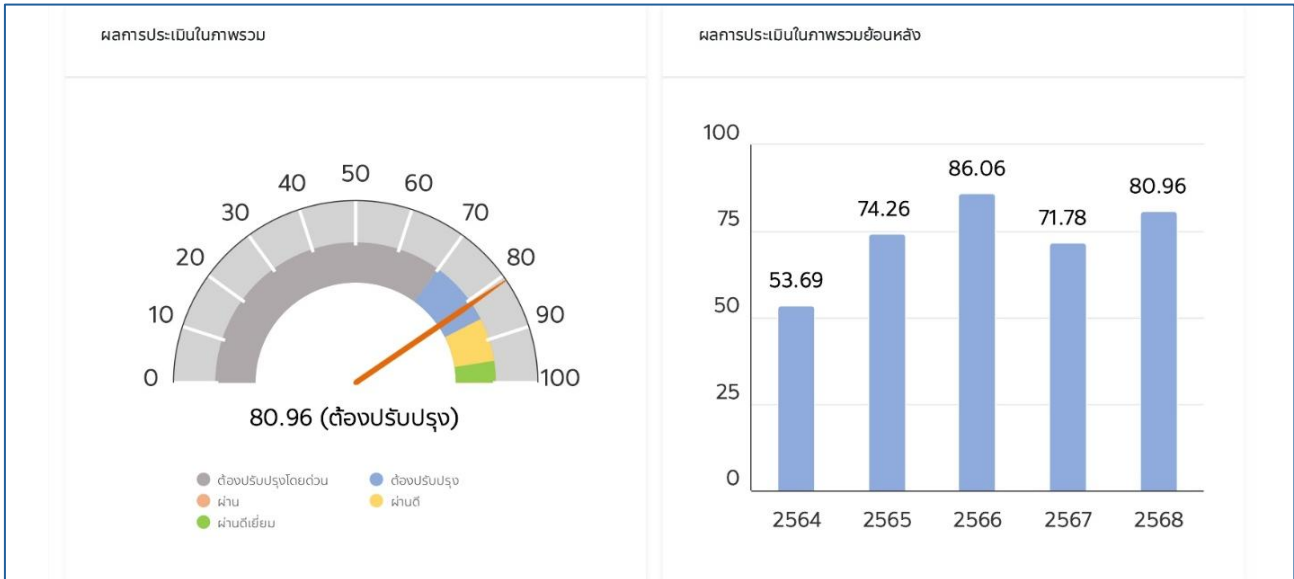 ผลการประเมินในภาพรวม
0
10
20
30
40
50
60
70
80
90
100
80.96 (ต้องปรับปรุง)
ต้องปรับปรุงโดยด่วน
ต้องปรับปรุง
ผ่าน
ผ่านดี
ผ่านดีเยี่ยม
ผลการประเมินในภาพรวมย้อนหลัง
100
75
50
25
0
53.69
74.26
86.06
71.78
80.96
2564 2565 2566 2567 2568